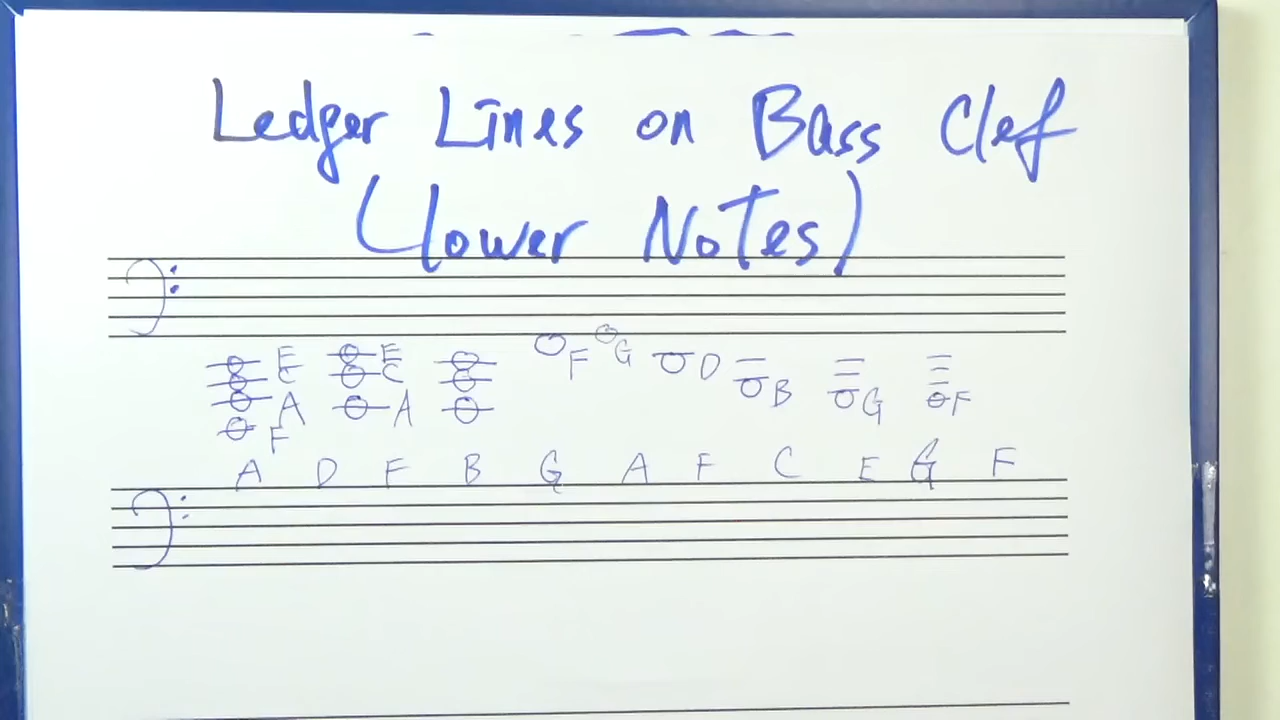 Ledger Lines on Bass Clef
(lower Notes)
E E
C C F G D B G F
A A
F
A D F B G A F C E G F